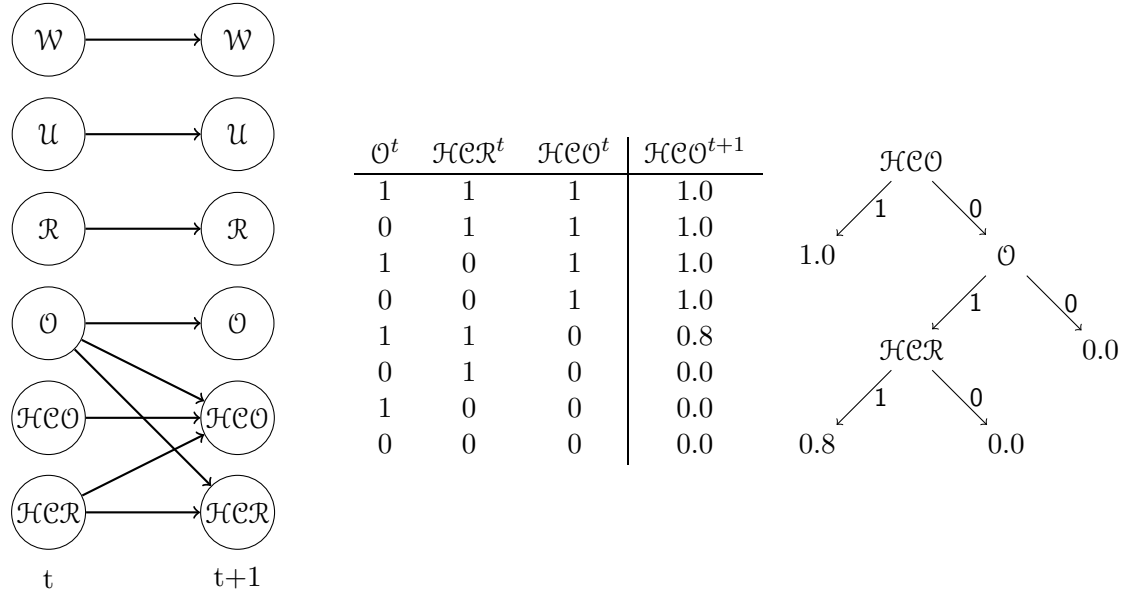 𝒲 𝒲
𝒰 𝒰
ℛ ℛ
𝒪 𝒪
ℋ𝒞𝒪 ℋ𝒞𝒪
ℋ𝒞ℛ ℋ𝒞ℛ
t t+1
𝒪^t ℋ𝒞ℛ^t ℋ𝒞𝒪^t ℋ𝒞𝒪^{t+1}
1 1 1 1.0
0 1 1 1.0
1 0 1 1.0
0 0 1 1.0
1 1 0 0.8
0 1 0 0.0
1 0 0 0.0
0 0 0 0.0
ℋ𝒞𝒪
1 0
1.0 𝒪
1 0
ℋ𝒞ℛ 0.0
1 0
0.8 0.0